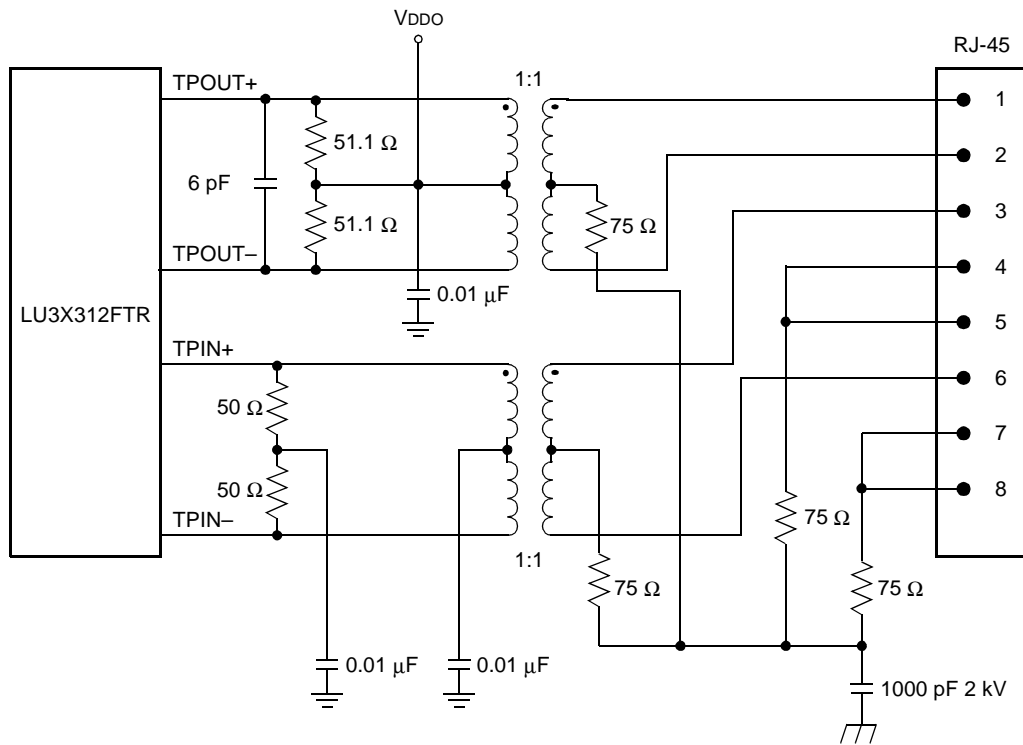 VDDO
RJ-45
TPOUT+
1:1
1
51.1 Ω
2
6 pF
3
51.1 Ω
75 Ω
TPOUT–
4
0.01 μF
LU3X312FTR
5
TPIN+
6
50 Ω
7
50 Ω
8
75 Ω
TPIN–
1:1
75 Ω
75 Ω
0.01 μF
0.01 μF
1000 pF 2 kV